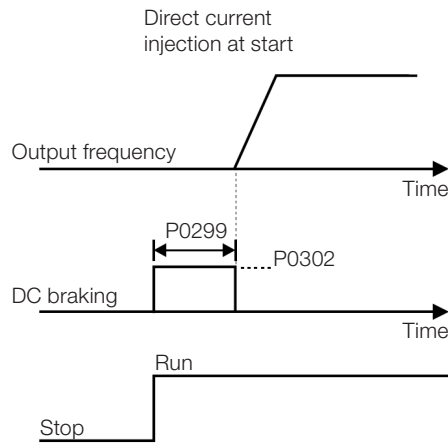 Direct current
injection at start
Output frequency
Time
P0299
P0302
DC braking
Time
Run
Stop